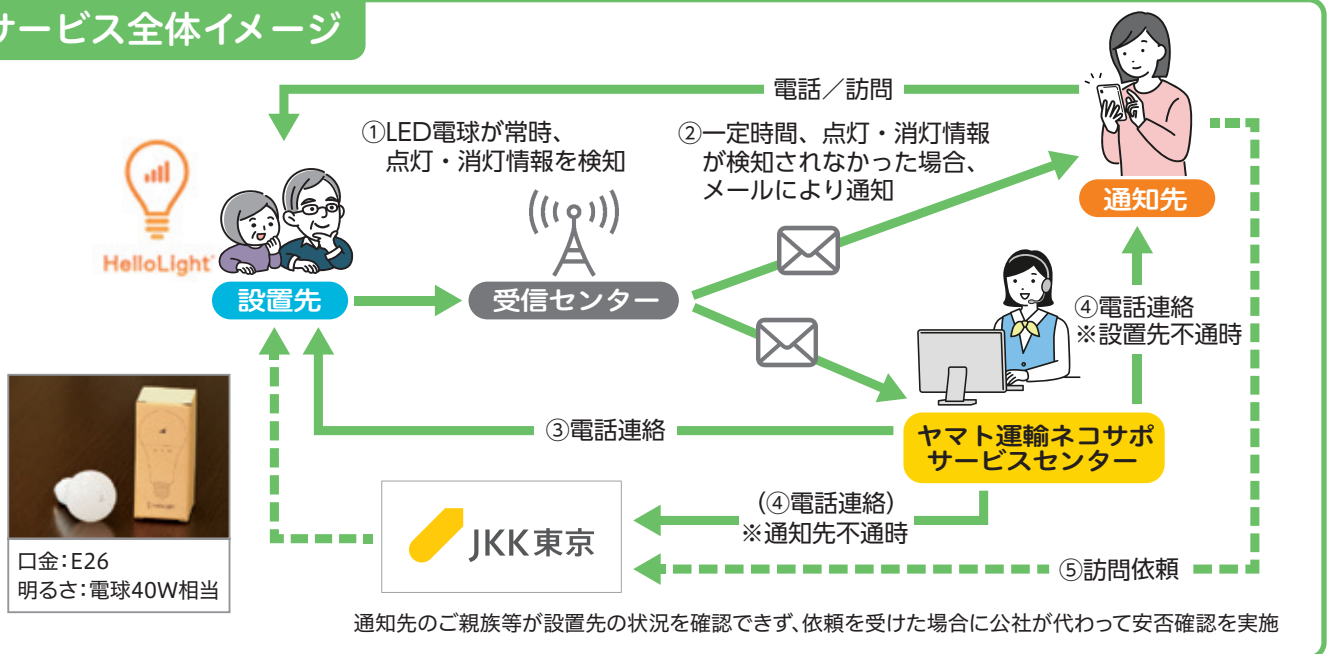 サービス全体イメージ
電話／訪問
①LED電球が常時、
点灯・消灯情報を検知
②一定時間、点灯・消灯情報
が検知されなかった場合、
メールにより通知
HelloLight
設置先
受信センター
通知先
④電話連絡
※設置先不通時
③電話連絡
ヤマト運輸ネコサポ
サービスセンター
(④電話連絡)
※通知先不通時
JKK東京
⑤訪問依頼
口金：E26
明るさ：電球40W相当
通知先のご親族等が設置先の状況を確認できず、依頼を受けた場合に公社が代わって安否確認を実施